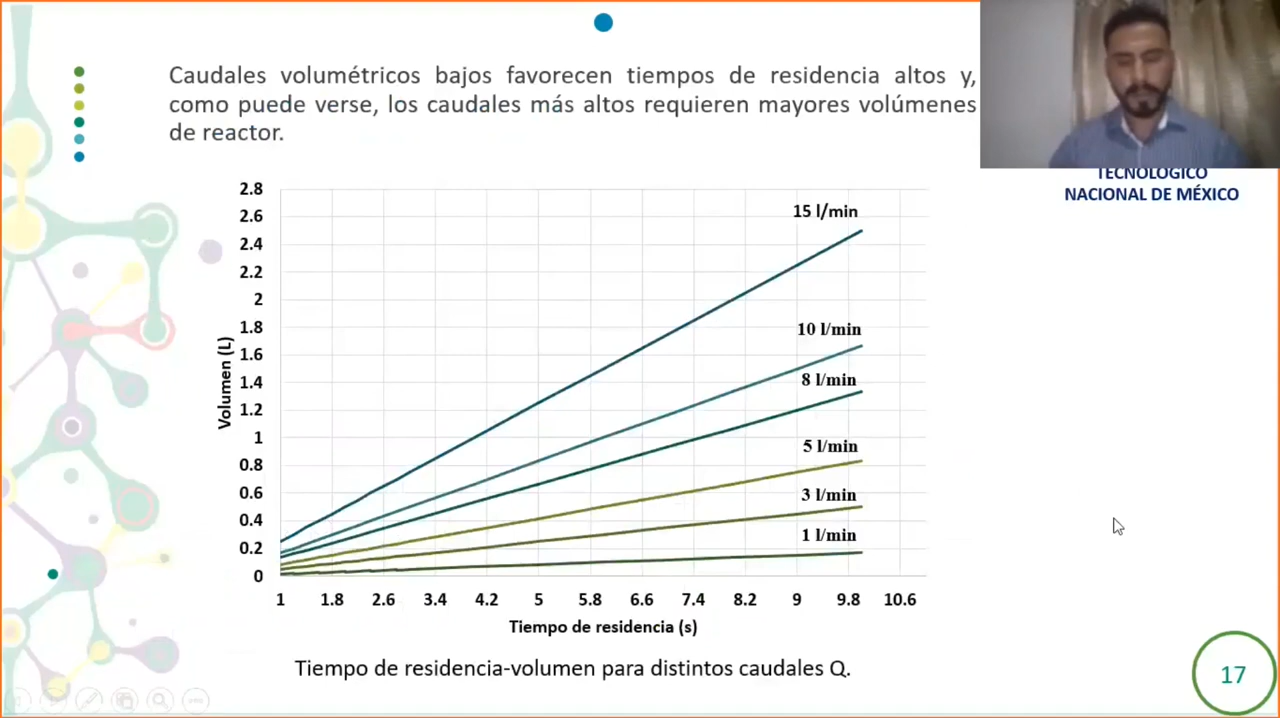 Caudales volumétricos bajos favorecen tiempos de residencia altos y,
como puede verse, los caudales más altos requieren mayores volúmenes
de reactor.
TECNOLÓGICO
NACIONAL DE MÉXICO
2.8
2.6
2.4
2.2
2
1.8
1.6
1.4
1.2
1
0.8
0.6
0.4
0.2
0
Volumen (L)
15 l/min
10 l/min
8 l/min
5 l/min
3 l/min
1 l/min
1 1.8 2.6 3.4 4.2 5 5.8 6.6 7.4 8.2 9 9.8 10.6
Tiempo de residencia (s)
Tiempo de residencia-volumen para distintos caudales Q.
17